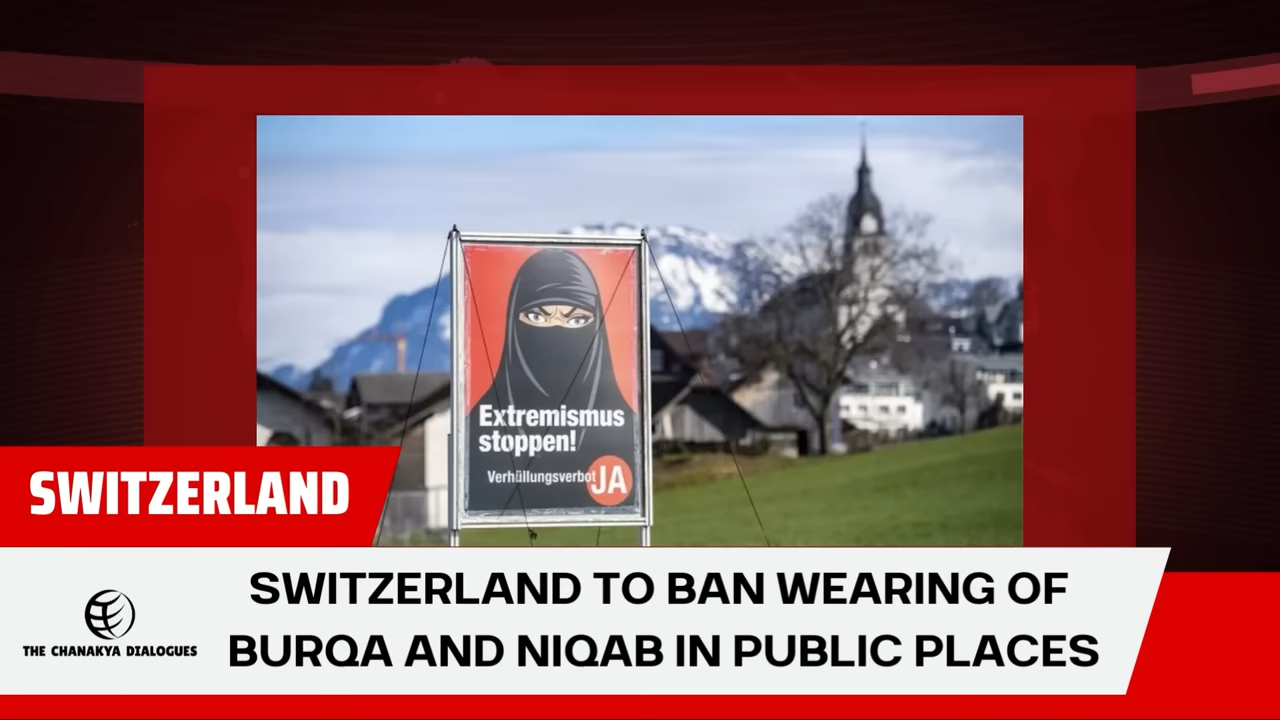 Extremismus
stoppen!
Verhüllungsverbot JA
SWITZERLAND
THE CHANAKYA DIALOGUES
SWITZERLAND TO BAN WEARING OF
BURQA AND NIQAB IN PUBLIC PLACES